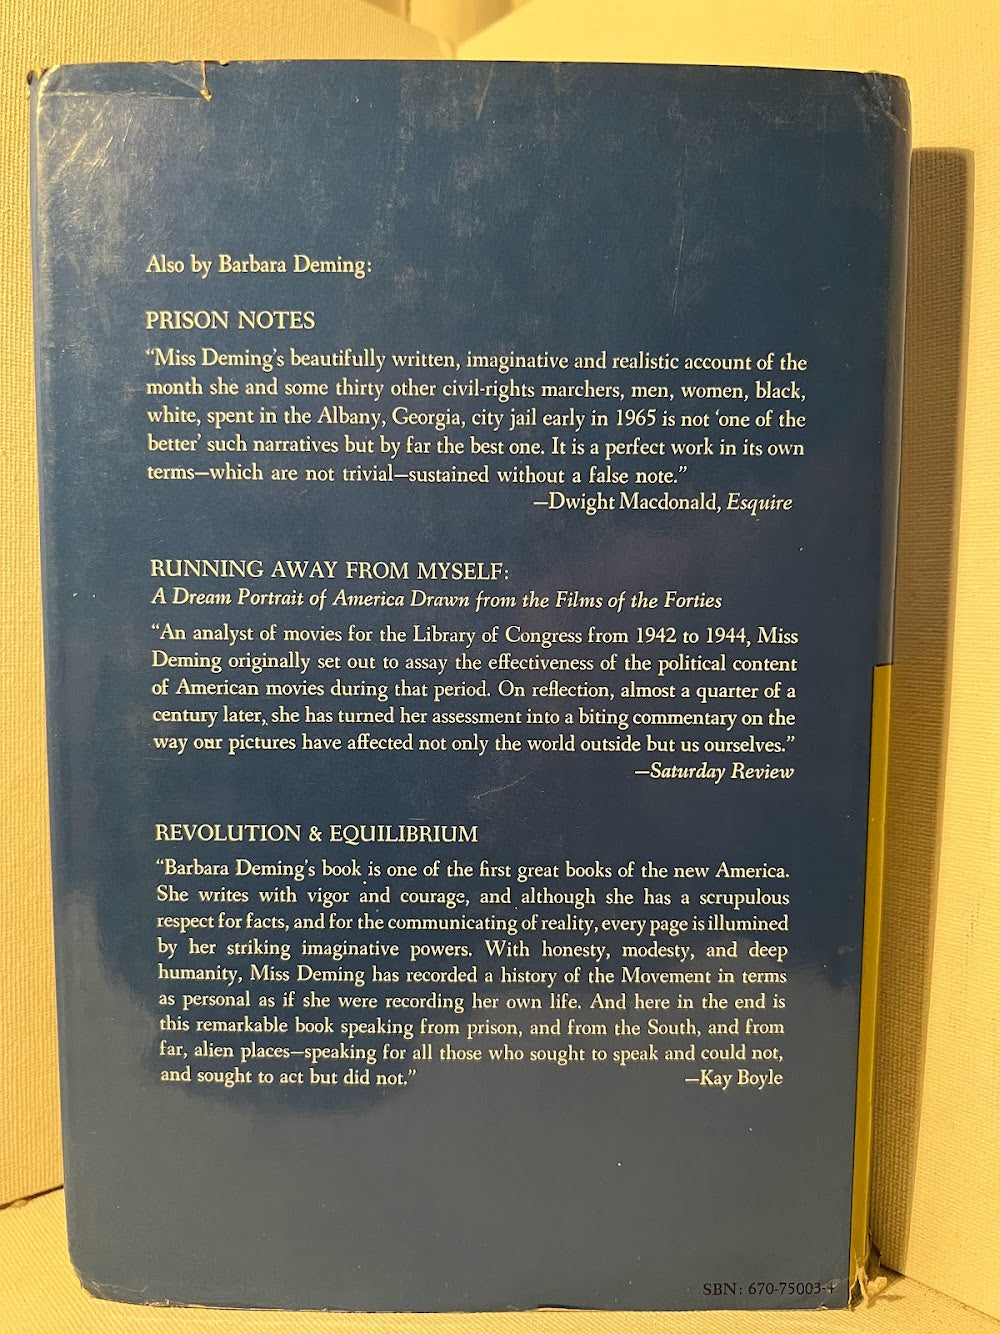 Also by Barbara Deming:
PRISON NOTES
“Miss Deming’s beautifully written, imaginative and realistic account of the
month she and some thirty other civil-rights marchers, men, women, black,
white, spent in the Albany, Georgia, city jail early in 1965 is not ‘one of the
better’ such narratives but by far the best one. It is a perfect work in its own
terms—which are not trivial—sustained without a false note.”
—Dwight Macdonald, Esquire
RUNNING AWAY FROM MYSELF:
A Dream Portrait of America Drawn from the Films of the Forties
“An analyst of movies for the Library of Congress from 1942 to 1944, Miss
Deming originally set out to assay the effectiveness of the political content
of American movies during that period. On reflection, almost a quarter of a
century later, she has turned her assessment into a biting commentary on the
way our pictures have affected not only the world outside but us ourselves.”
—Saturday Review
REVOLUTION & EQUILIBRIUM
“Barbara Deming’s book is one of the first great books of the new America.
She writes with vigor and courage, and although she has a scrupulous
respect for facts, and for the communicating of reality, every page is illumined
by her striking imaginative powers. With honesty, modesty, and deep
humanity, Miss Deming has recorded a history of the Movement in terms
as personal as if she were recording her own life. And here in the end is
this remarkable book speaking from prison, and from the South, and from
far, alien places—speaking for all those who sought to speak and could not,
and sought to act but did not.” —Kay Boyle
SBN: 670-75003-4